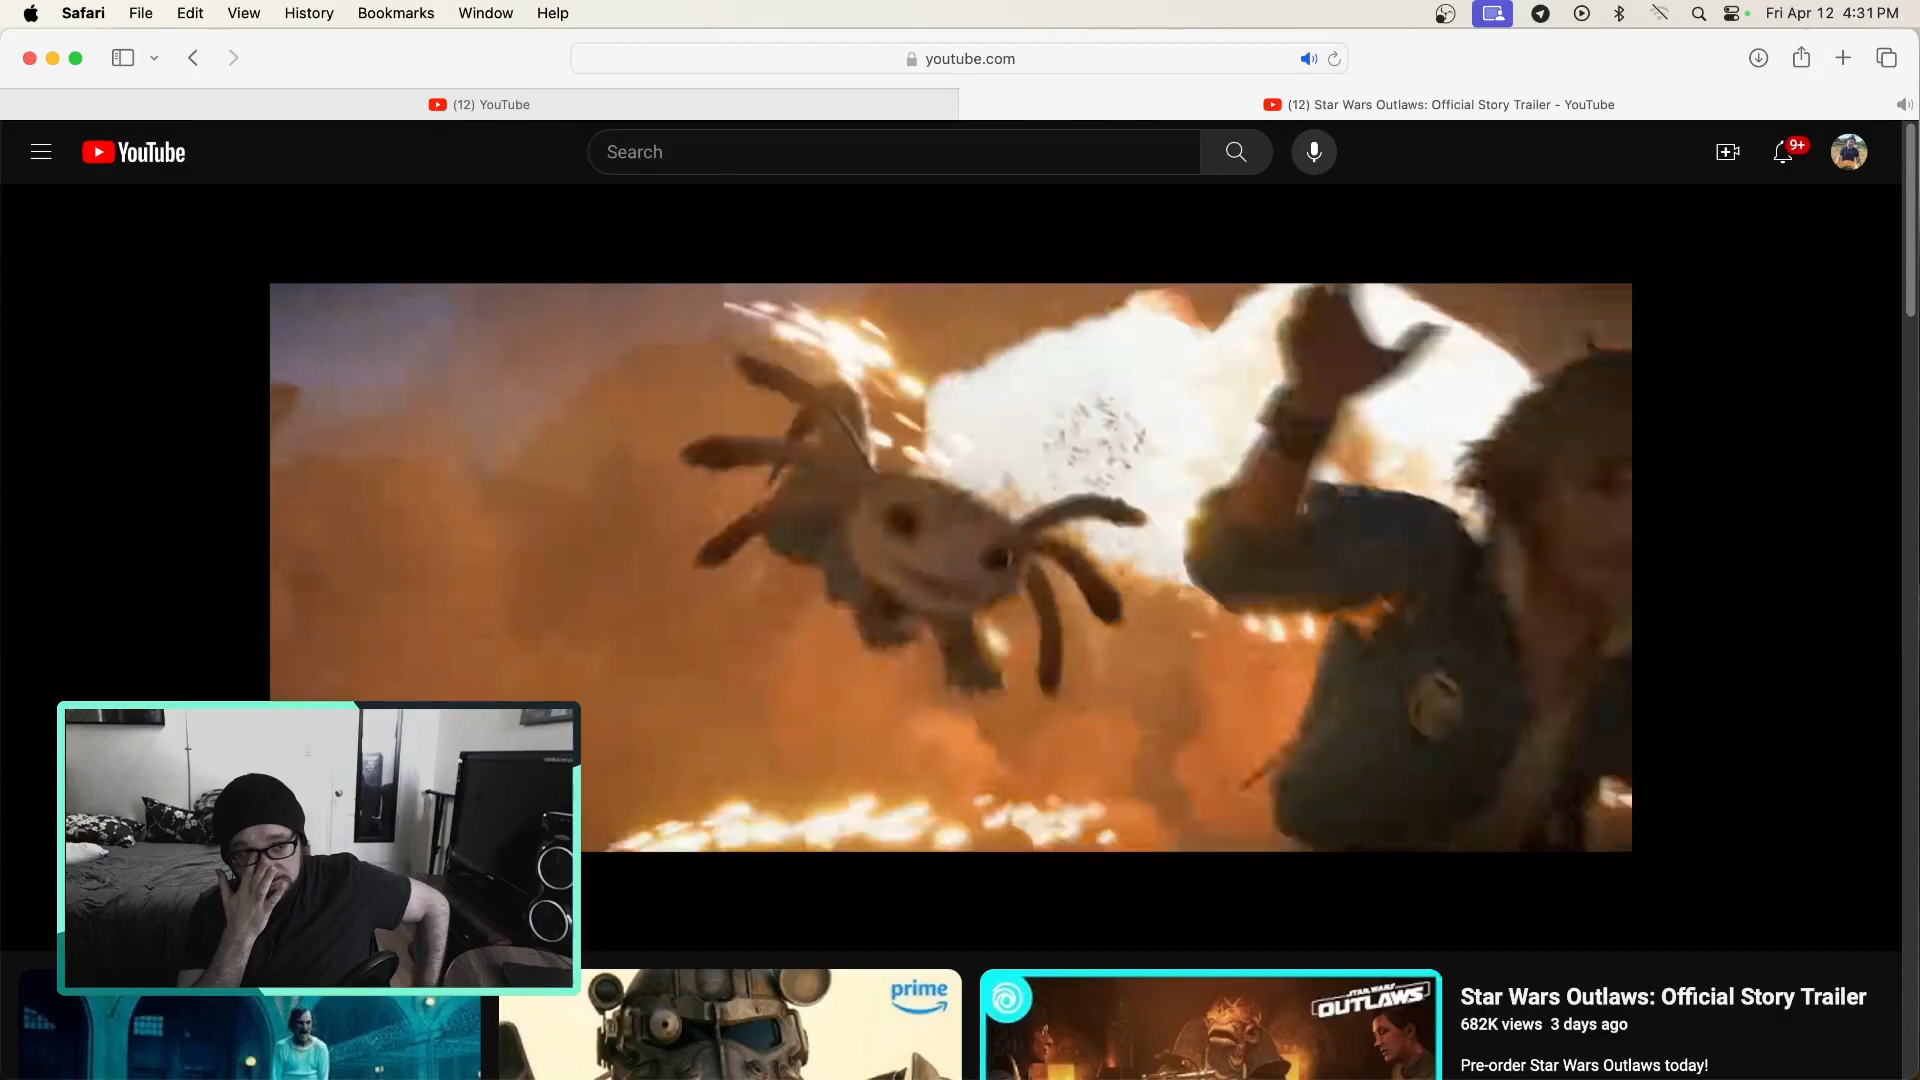 Safari File Edit View History Bookmarks Window Help Fri Apr 12 4:31 PM
youtube.com
(12) YouTube
(12) Star Wars Outlaws: Official Story Trailer - YouTube
YouTube
Search
9+
prime
STAR WARS
OUTLAWS
Star Wars Outlaws: Official Story Trailer
682K views 3 days ago
Pre-order Star Wars Outlaws today!